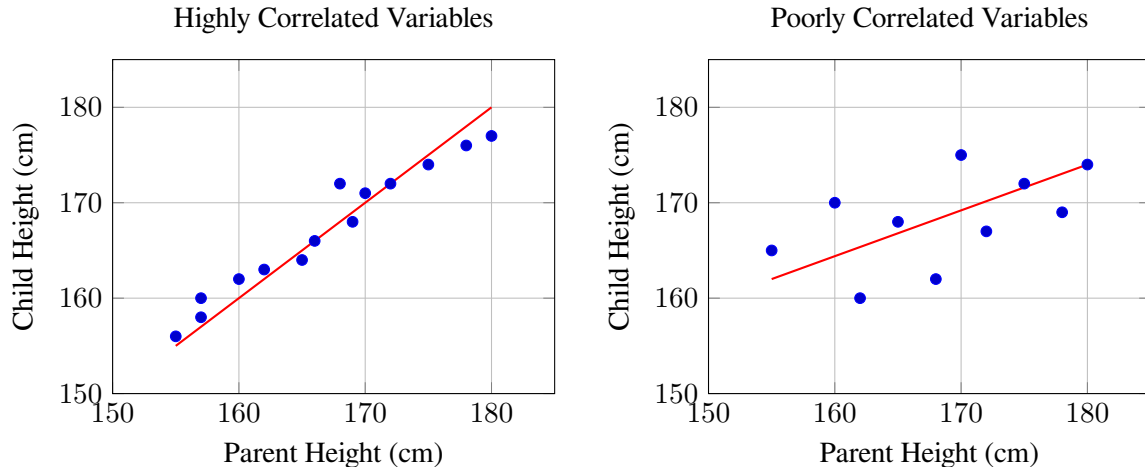 Highly Correlated Variables
180
170
160
150
150
160
170
180
Child Height (cm)
Parent Height (cm)
Poorly Correlated Variables
180
170
160
150
150
160
170
180
Child Height (cm)
Parent Height (cm)